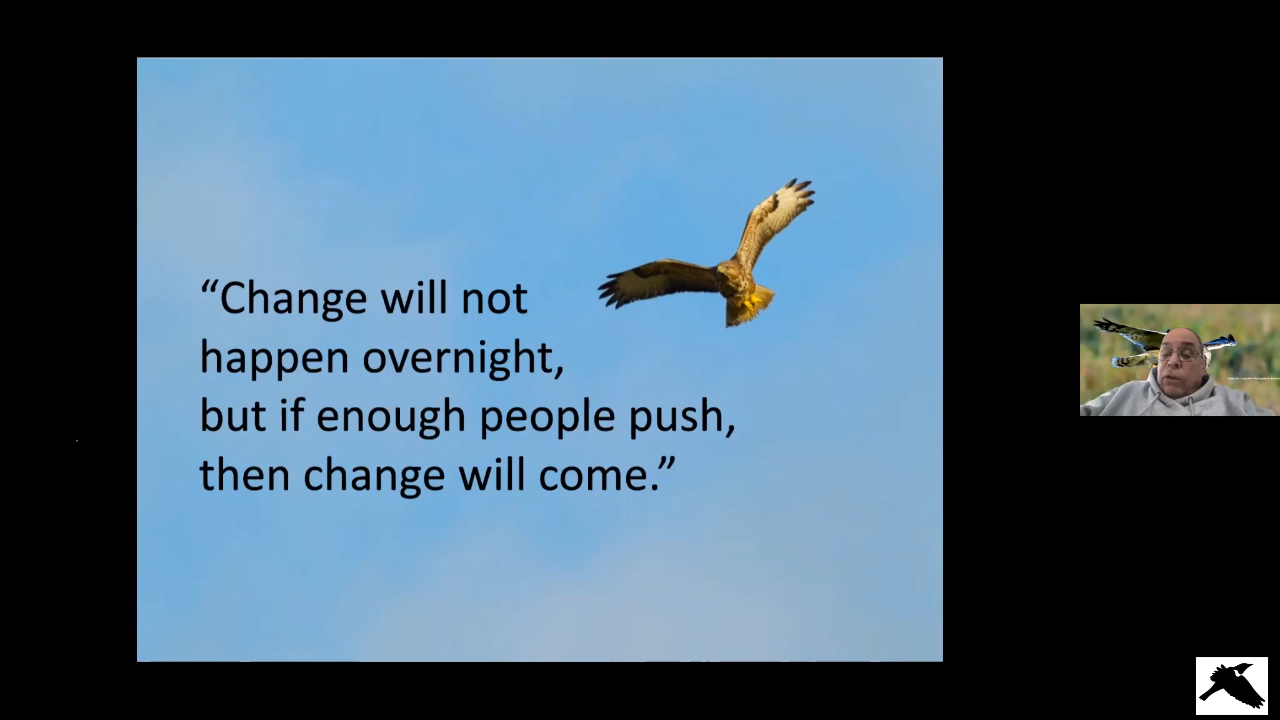 “Change will not
happen overnight,
but if enough people push,
then change will come.”